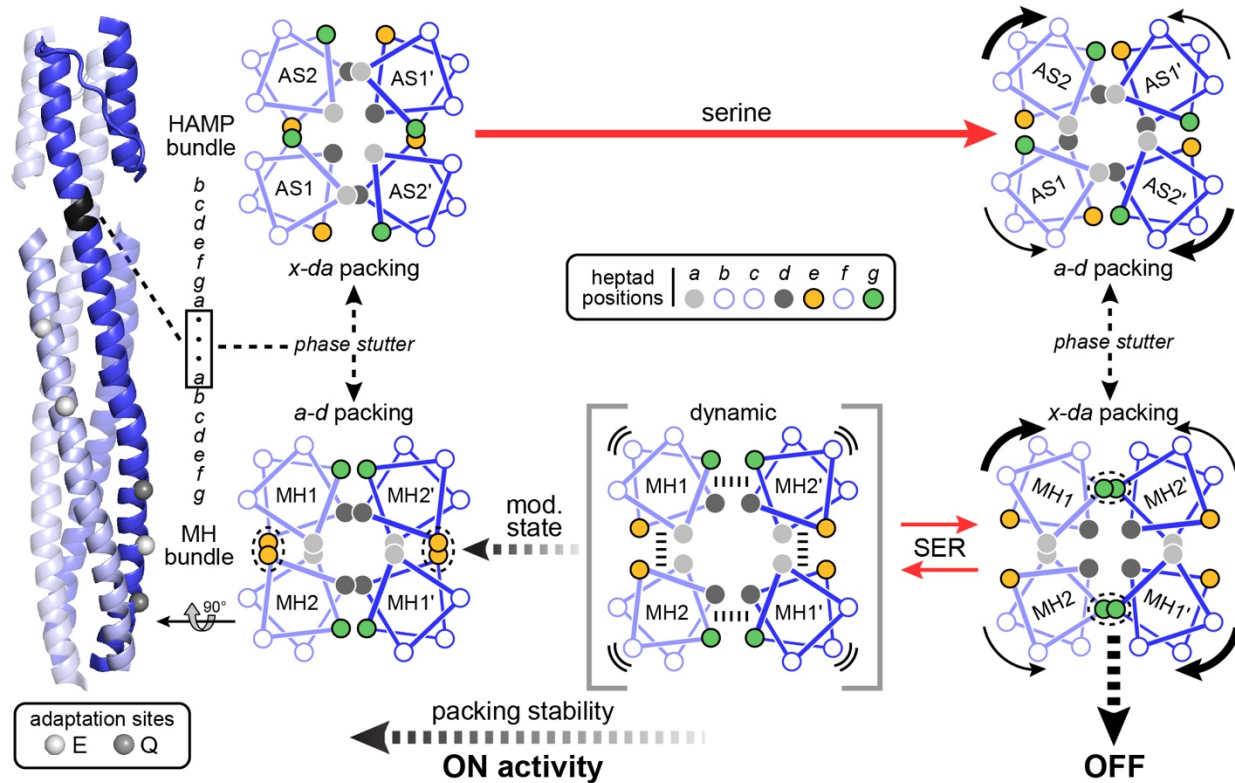 AS2
AS1'
HAMP
bundle
AS1
AS2'
x-da packing
serine
AS2
AS1'
AS1
AS2'
a-d packing
heptad
positions
a b c d e f g
b
c
d
e
f
g
a
•
•
•
a
b
c
d
e
f
g
phase stutter
phase stutter
a-d packing
MH1
MH2'
MH
bundle
MH2
MH1'
90°
mod.
state
dynamic
MH1
MH2'
MH2
MH1'
SER
x-da packing
MH1
MH2'
MH2
MH1'
adaptation sites
E Q
packing stability
ON activity
OFF